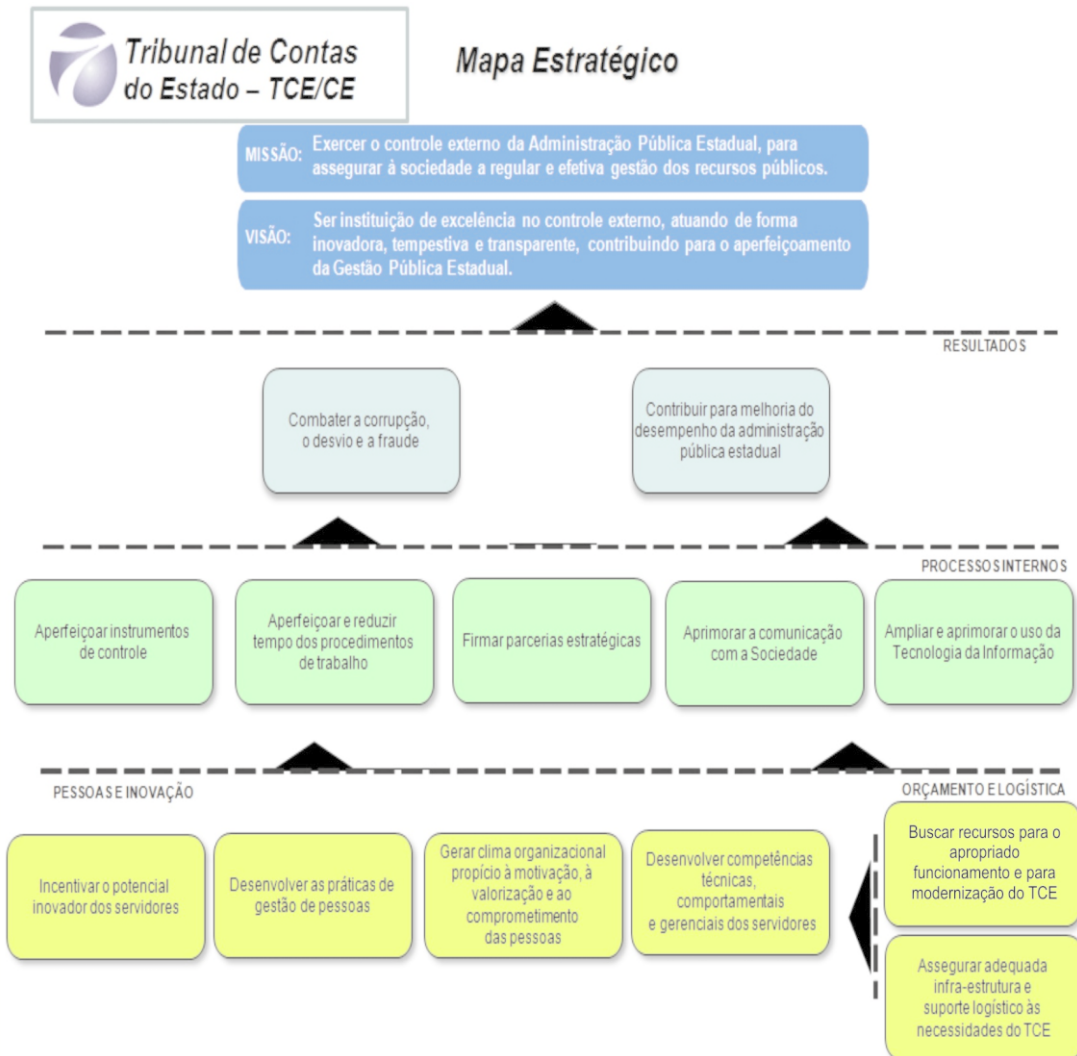 Tribunal de Contas
do Estado – TCE/CE
Mapa Estratégico
MISSÃO:
Exercer o controle externo da Administração Pública Estadual, para
assegurar à sociedade a regular e efetiva gestão dos recursos públicos.
VISÃO:
Ser instituição de excelência no controle externo, atuando de forma
inovadora, tempestiva e transparente, contribuindo para o aperfeiçoamento
da Gestão Pública Estadual.
RESULTADOS
Combater a corrupção,
o desvio e a fraude
Contribuir para melhoria do
desempenho da administração
pública estadual
PROCESSOS INTERNOS
Aperfeiçoar instrumentos
de controle
Aperfeiçoar e reduzir
tempo dos procedimentos
de trabalho
Firmar parcerias estratégicas
Aprimorar a comunicação
com a Sociedade
Ampliar e aprimorar o uso da
Tecnologia da Informação
PESSOAS E INOVAÇÃO
Incentivar o potencial
inovador dos servidores
Desenvolver as práticas de
gestão de pessoas
Gerar clima organizacional
propício à motivação, à
valorização e ao
comprometimento
das pessoas
Desenvolver competências
técnicas,
comportamentais
e gerenciais dos servidores
ORÇAMENTO E LOGÍSTICA
Buscar recursos para o
apropriado
funcionamento e para
modernização do TCE
Assegurar adequada
infra-estrutura e
suporte logístico às
necessidades do TCE